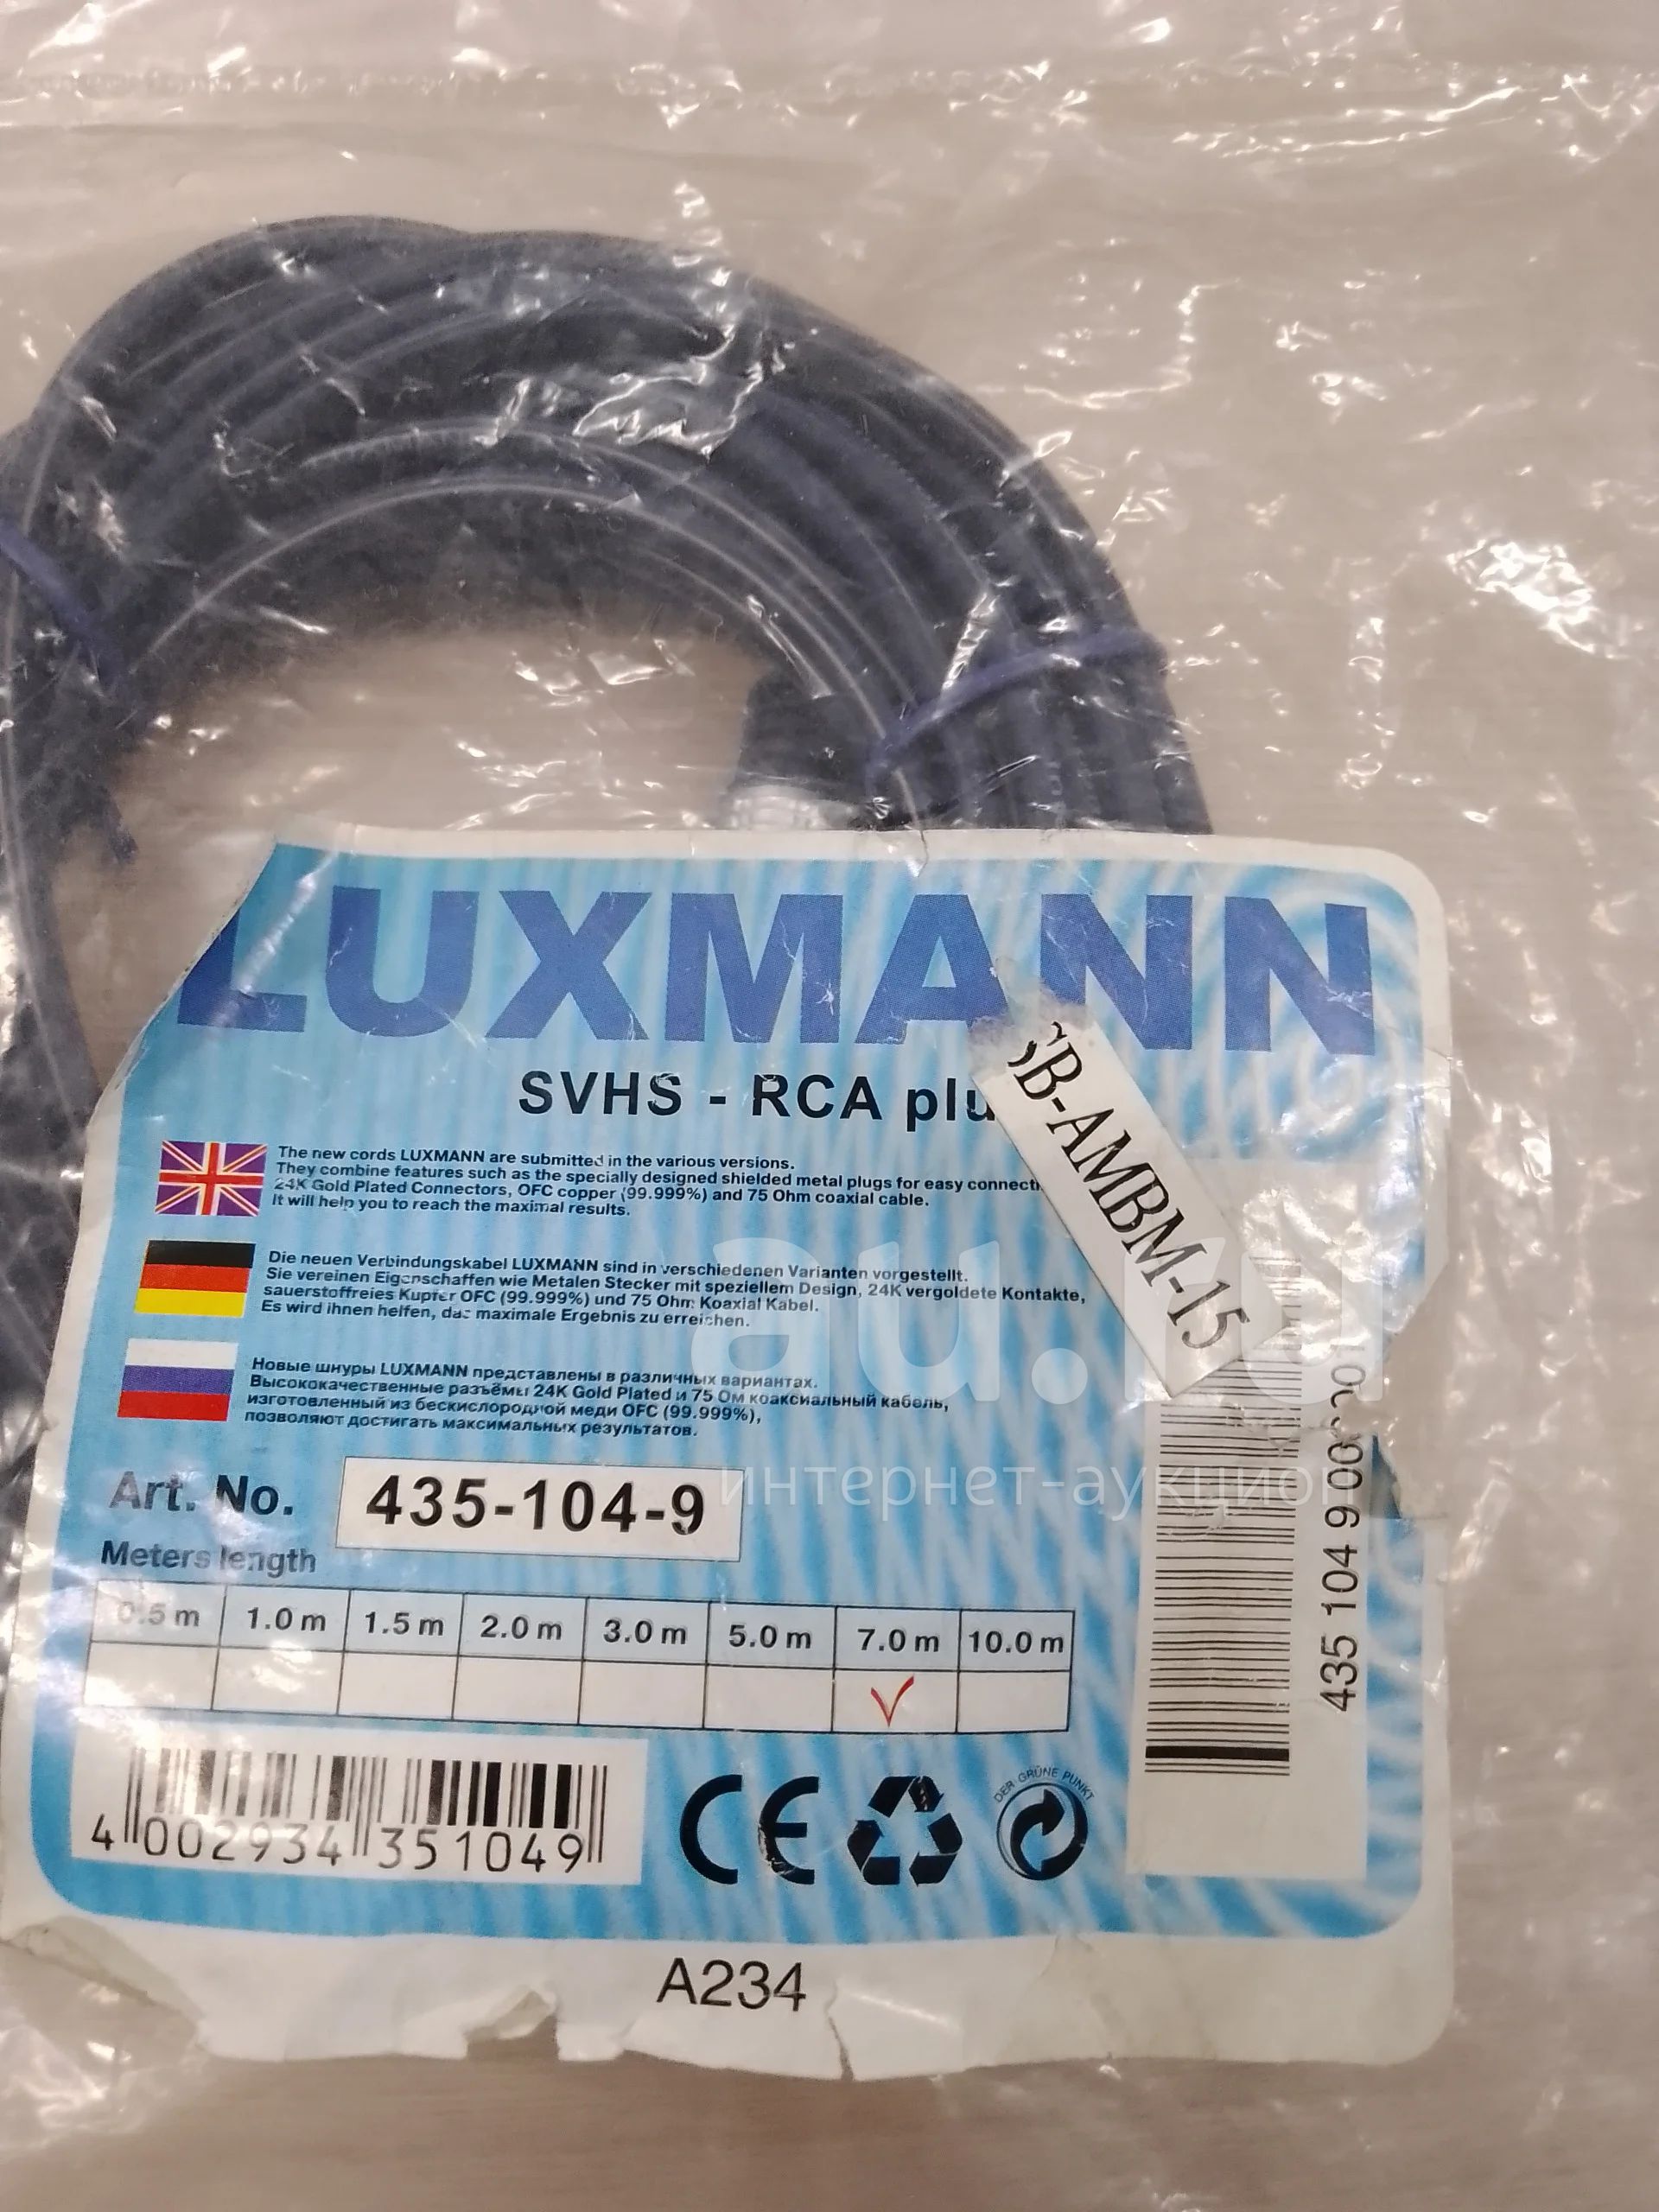 LUXMANN
SVHS - RCA plu
SB-AMBM-15
The new cords LUXMANN are submitted in the various versions.
They combine features such as the specially designed shielded metal plugs for easy connecti
24K Gold Plated Connectors, OFC copper (99.999%) and 75 Ohm coaxial cable.
It will help you to reach the maximal results.
Die neuen Verbindungskabel LUXMANN sind in verschiedenen Varianten vorgestellt.
Sie vereinen Eigenschaffen wie Metalen Stecker mit speziellem Design, 24K vergoldete Kontakte,
sauerstoffreies Kupfer OFC (99.999%) und 75 Ohm Koaxial Kabel.
Es wird ihnen helfen, das maximale Ergebnis zu erreichen.
Новые шнуры LUXMANN представлены в различных вариантах.
Высококачественные разъёмы 24K Gold Plated и 75 Ом коаксиальный кабель,
изготовленный из бескислородной меди OFC (99.999%),
позволяют достигать максимальных результатов.
au.ru
интернет-аукцион
Art. No. 435-104-9
Meters length
0.5 m 1.0 m 1.5 m 2.0 m 3.0 m 5.0 m 7.0 m 10.0 m
4 002934 351049
CE
DER GRÜNE PUNKT
435 104 900
A234